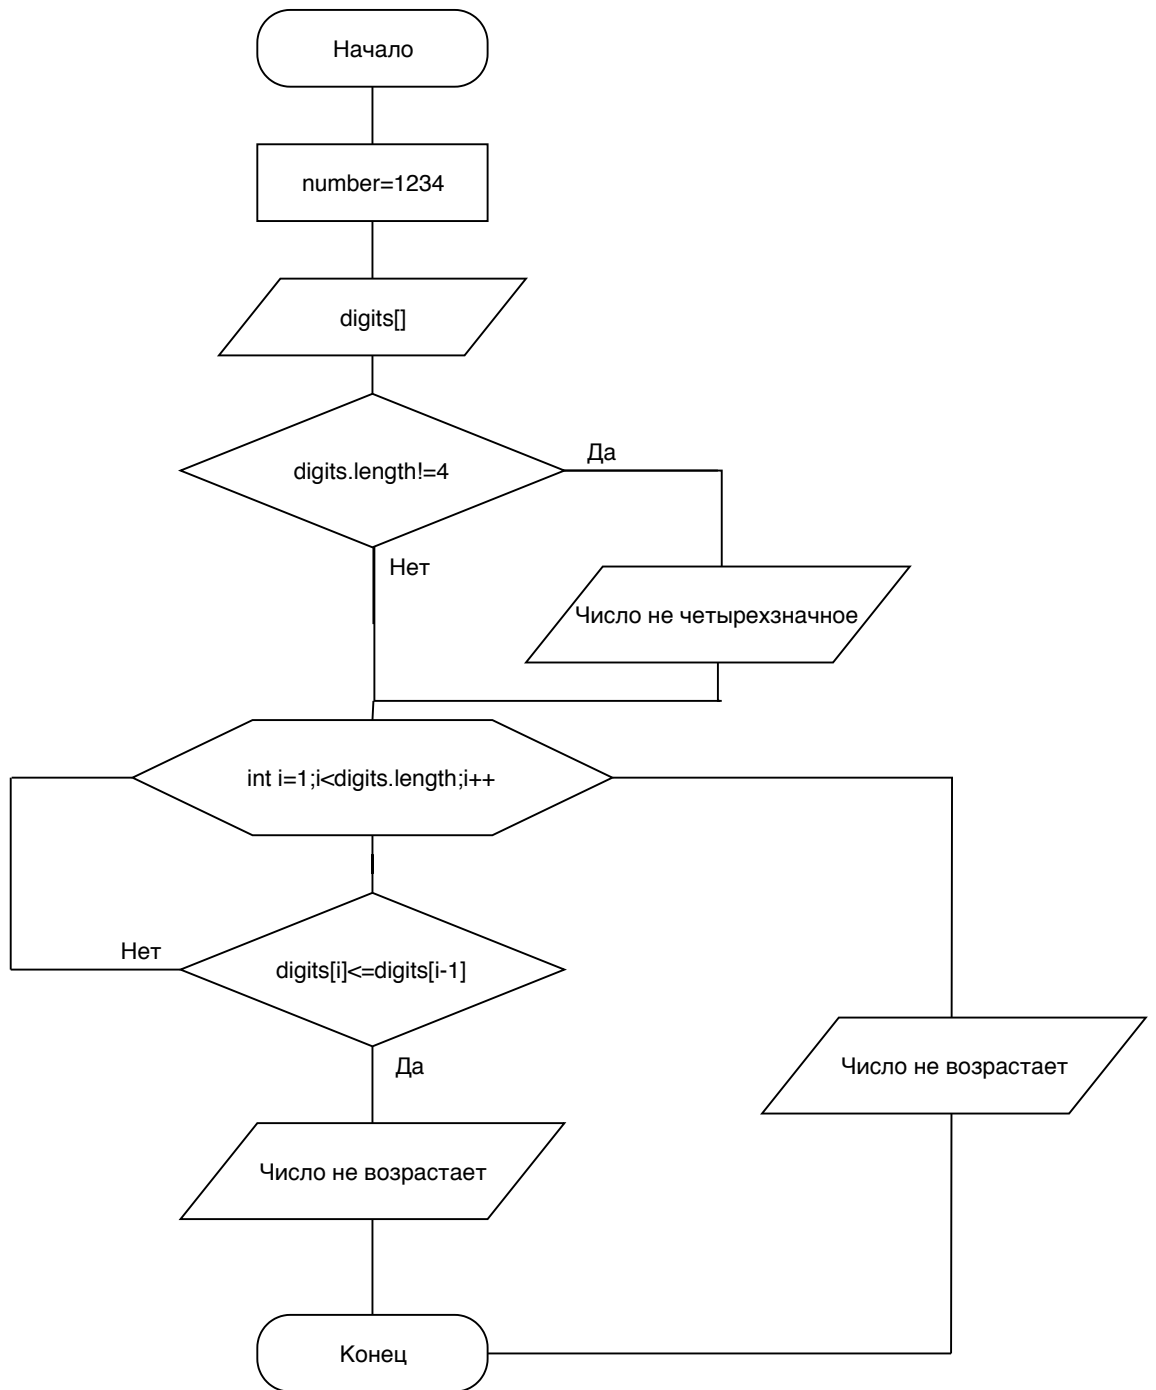 Начало
number=1234
digits[]
digits.length!=4
Да
Нет
Число не четырехзначное
int i=1;i<digits.length;i++
Нет
digits[i]<=digits[i-1]
Да
Число не возрастает
Число не возрастает
Конец